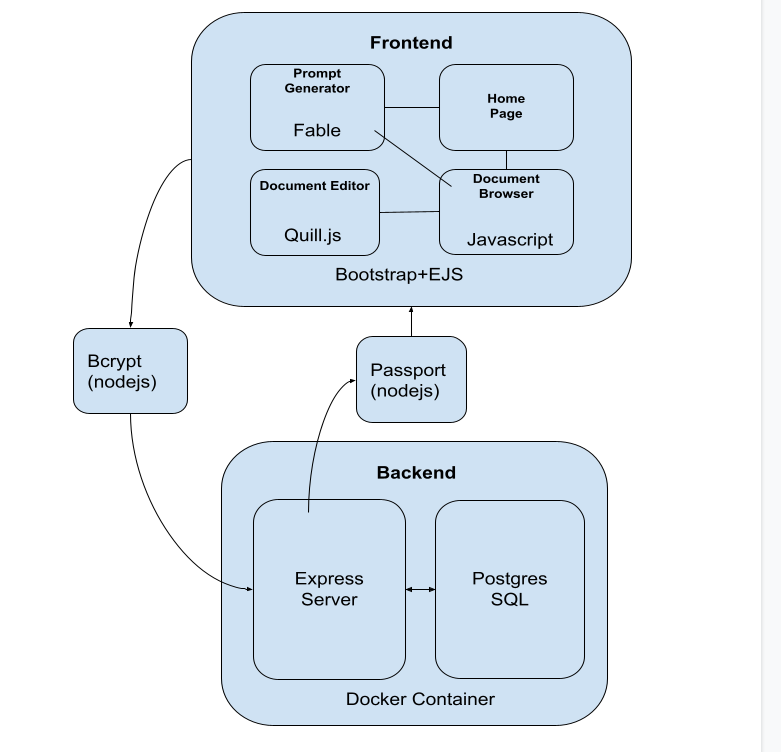 Frontend
Prompt
Generator
Fable
Home
Page
Document Editor
Quill.js
Document
Browser
Javascript
Bootstrap+EJS
Bcrypt
(nodejs)
Passport
(nodejs)
Backend
Express
Server
Postgres
SQL
Docker Container